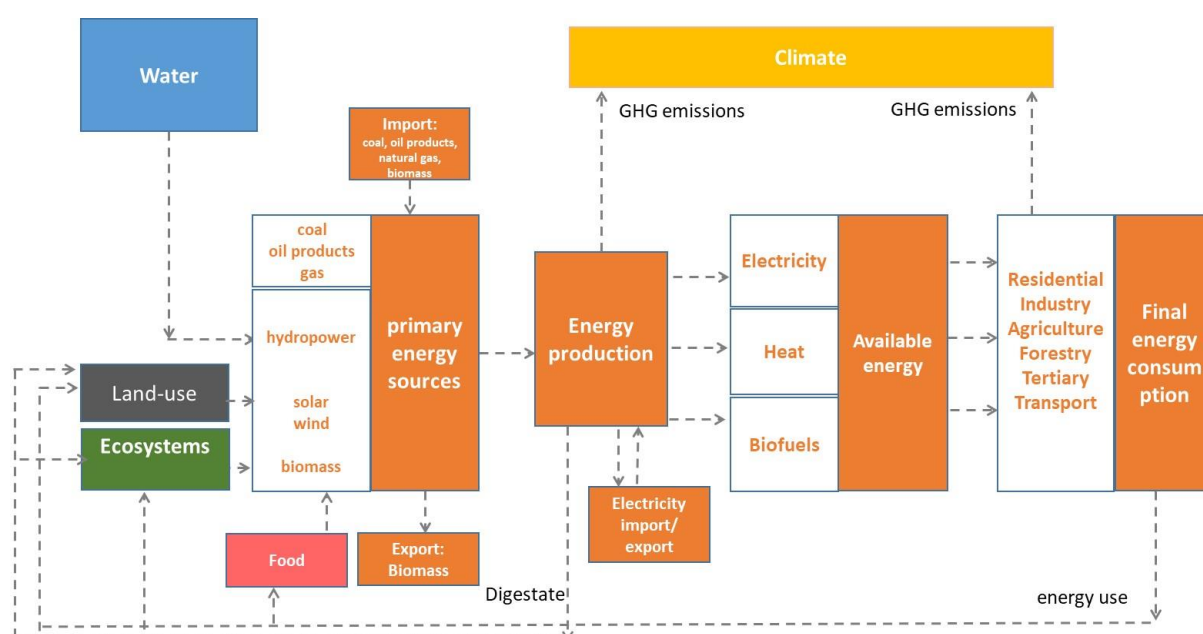 Water
Climate
GHG emissions
GHG emissions
Import:
coal, oil products,
natural gas,
biomass
coal
oil products
gas
hydropower
solar
wind
biomass
primary
energy
sources
Land-use
Ecosystems
Food
Export:
Biomass
Energy
production
Electricity
import/
export
Digestate
Electricity
Heat
Biofuels
Available
energy
Residential
Industry
Agriculture
Forestry
Tertiary
Transport
Final
energy
consum
ption
energy use